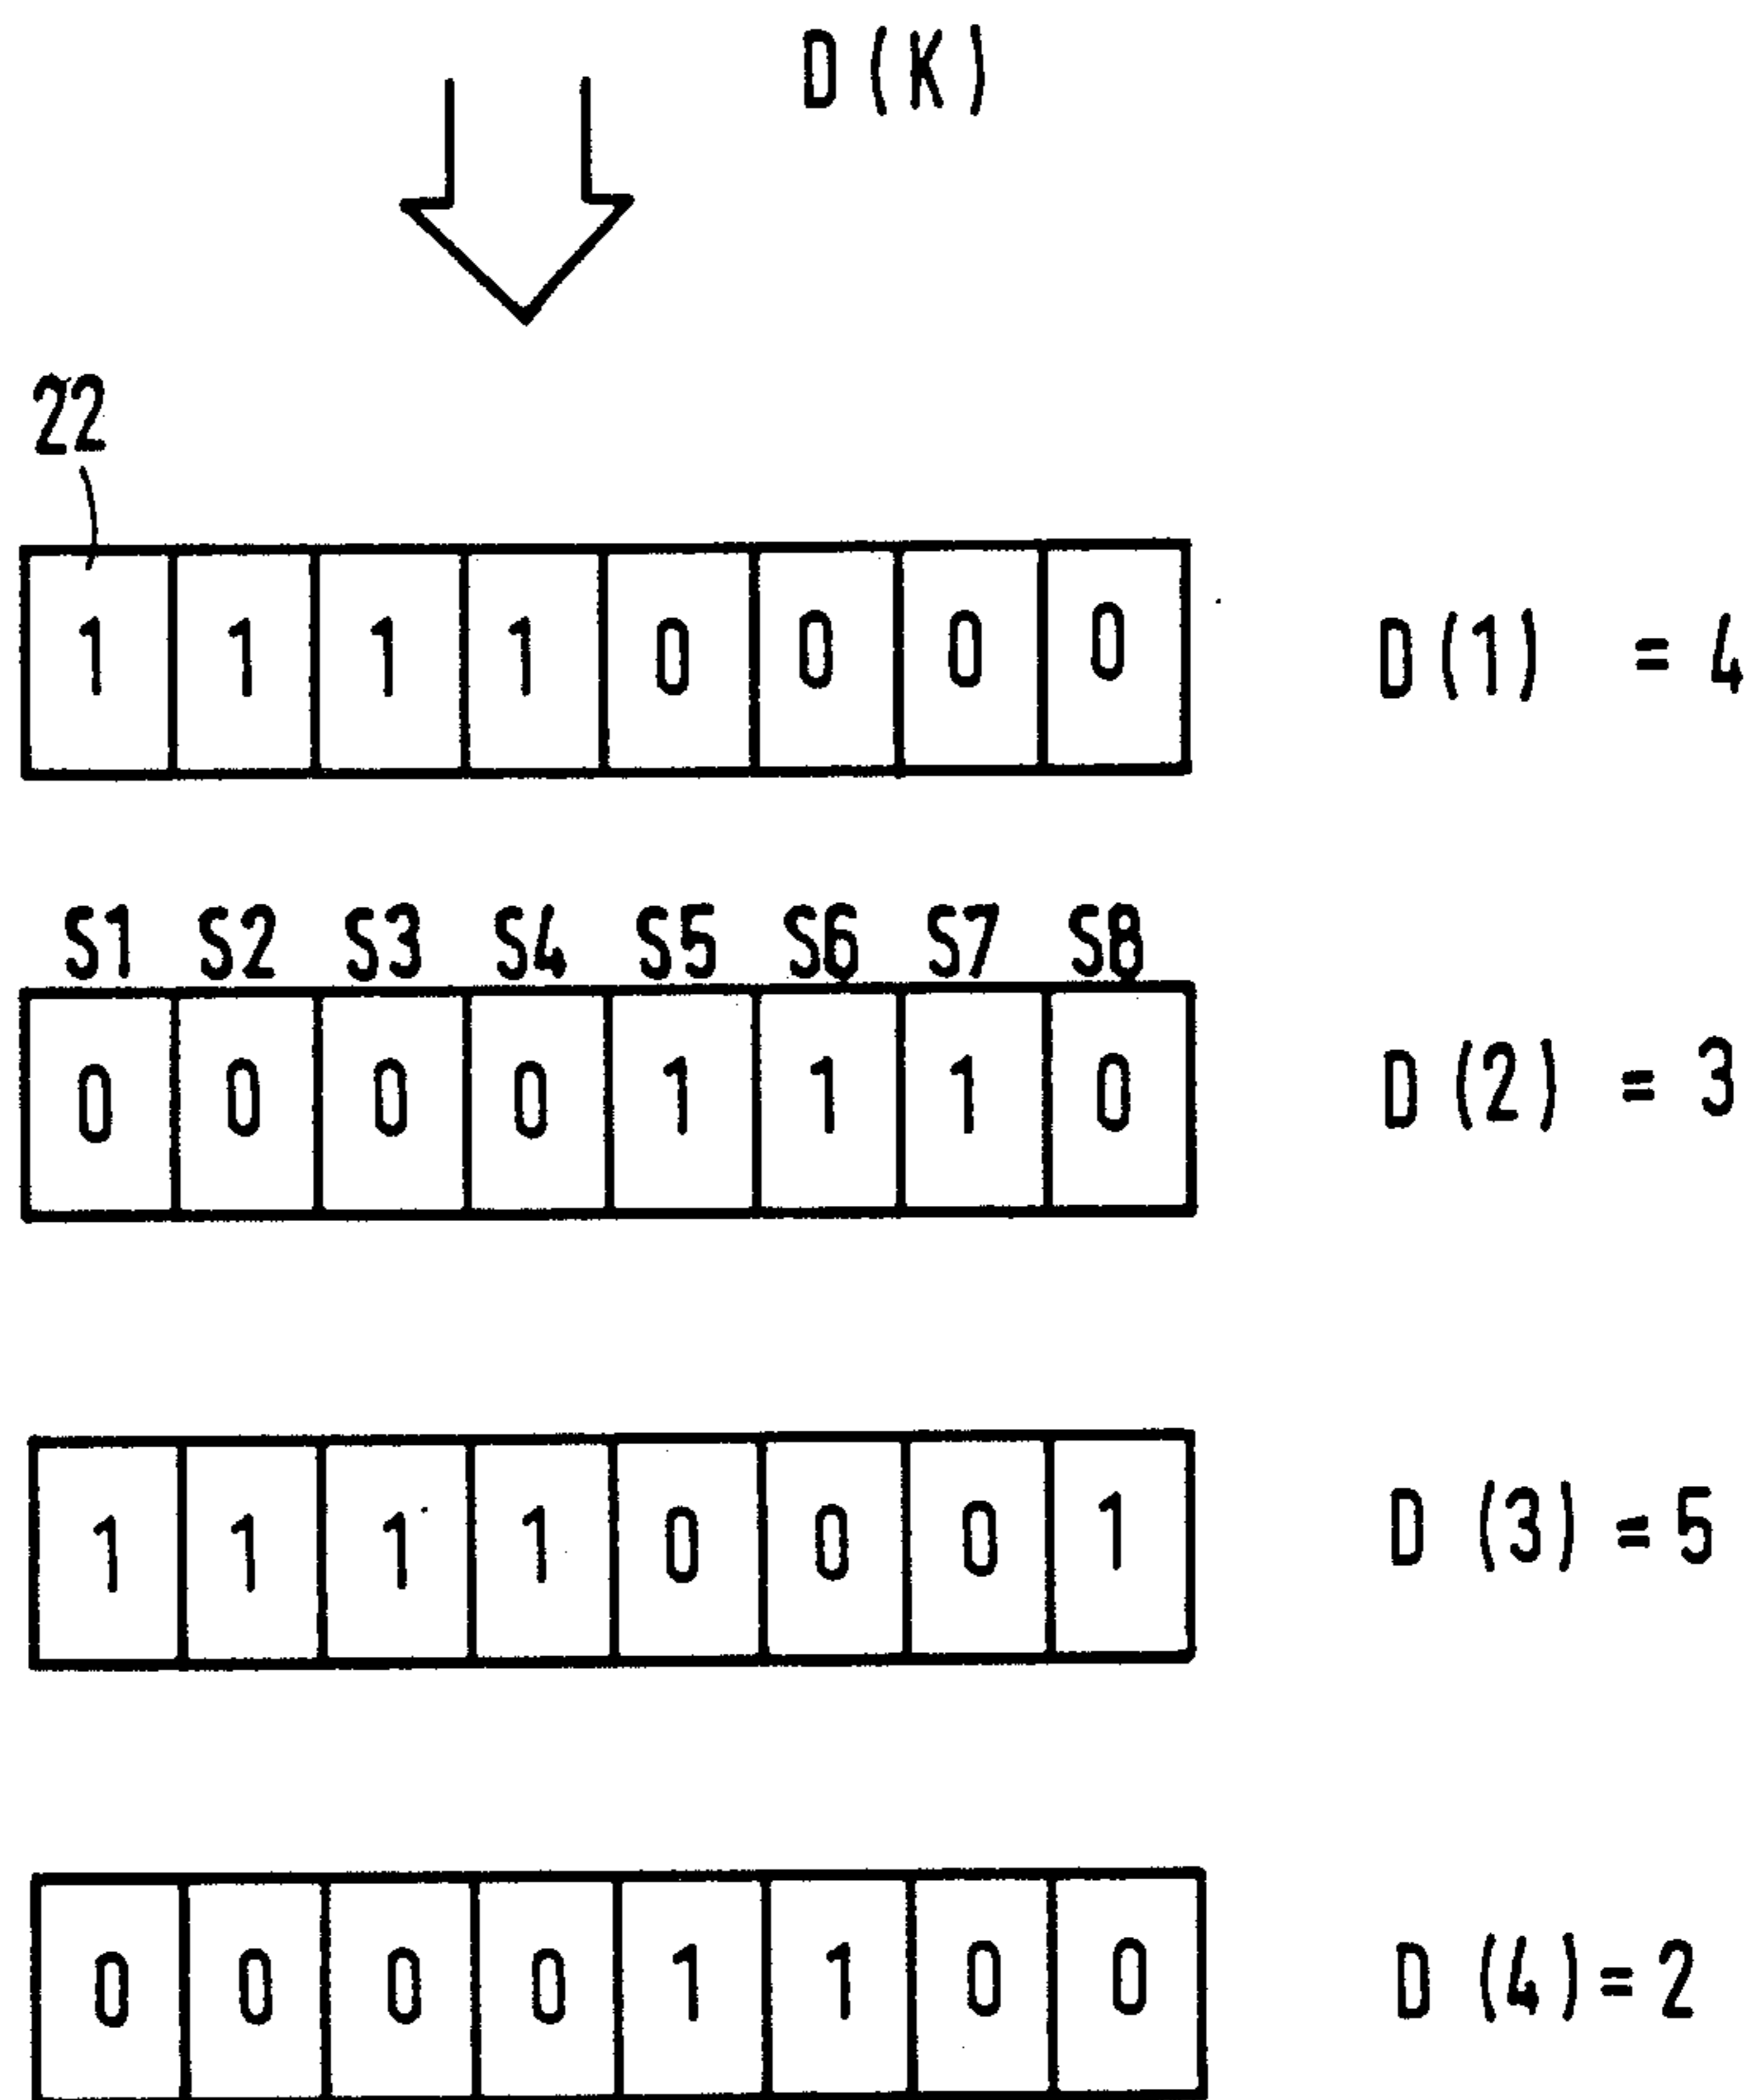 D (K)
22
1 1 1 1 0 0 0 0 D (1) = 4
S1 S2 S3 S4 S5 S6 S7 S8
0 0 0 0 1 1 1 0 D (2) = 3
1 1 1 1 0 0 0 1 D (3) = 5
0 0 0 0 1 1 0 0 D (4) = 2